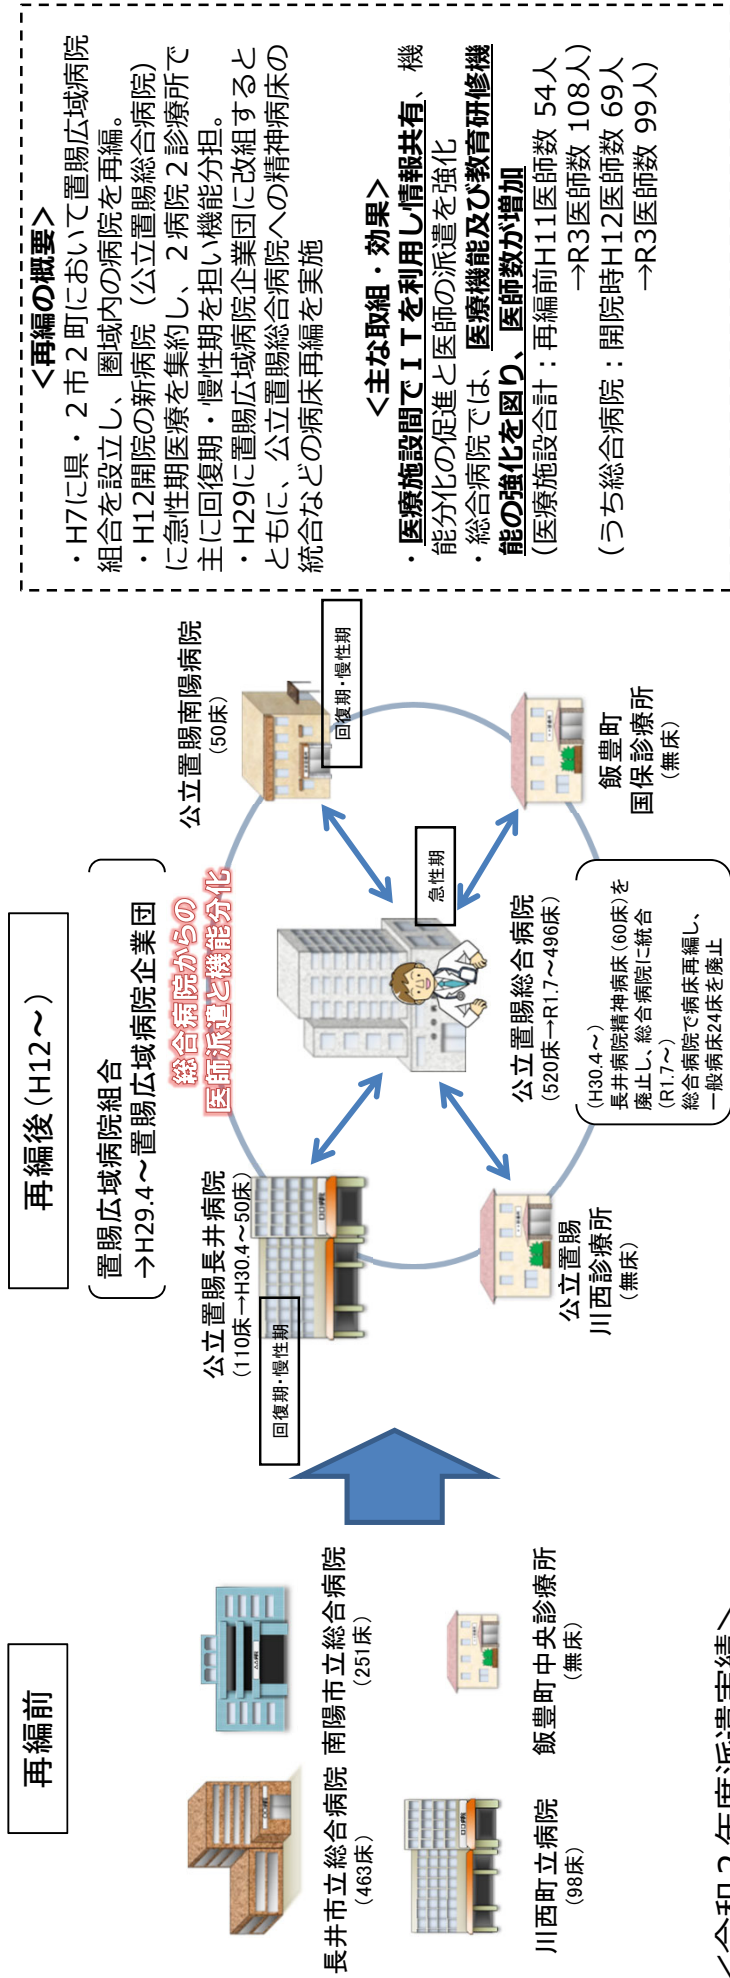 再編前
長井市立総合病院
(463床)
南陽市立総合病院
(251床)
川西町立病院
(98床)
飯豊町中央診療所
(無床)
再編後(H12～)
置賜広域病院組合
→H29.4～置賜広域病院企業団
総合病院からの
医師派遣と機能分化
公立置賜長井病院
(110床→H30.4～50床)
回復期・慢性期
公立置賜南陽病院
(50床)
回復期・慢性期
急性期
公立置賜総合病院
(520床→R1.7～496床)
公立置賜
川西診療所
(無床)
飯豊町
国保診療所
(無床)
(H30.4～)
長井病院精神病床(60床)を
廃止し、総合病院に統合
(R1.7～)
総合病院で病床再編し、
一般病床24床を廃止
＜再編の概要＞
・H7に県・２市２町において置賜広域病院
組合を設立し、圏域内の病院を再編。
・H12開院の新病院（公立置賜総合病院）
に急性期医療を集約し、２病院２診療所で
主に回復期・慢性期を担い機能分担。
・H29に置賜広域病院企業団に改組すると
ともに、公立置賜総合病院への精神病床の
統合などの病床再編を実施
＜主な取組・効果＞
・医療施設間でＩＴを利用し情報共有、機
能分化の促進と医師の派遣を強化
・総合病院では、医療機能及び教育研修機
能の強化を図り、医師数が増加
(医療施設合計：再編前H11医師数 54人
→R3医師数 108人)
(うち総合病院：開院時H12医師数 69人
→R3医師数 99人)
＜令和２年度派遣実績＞